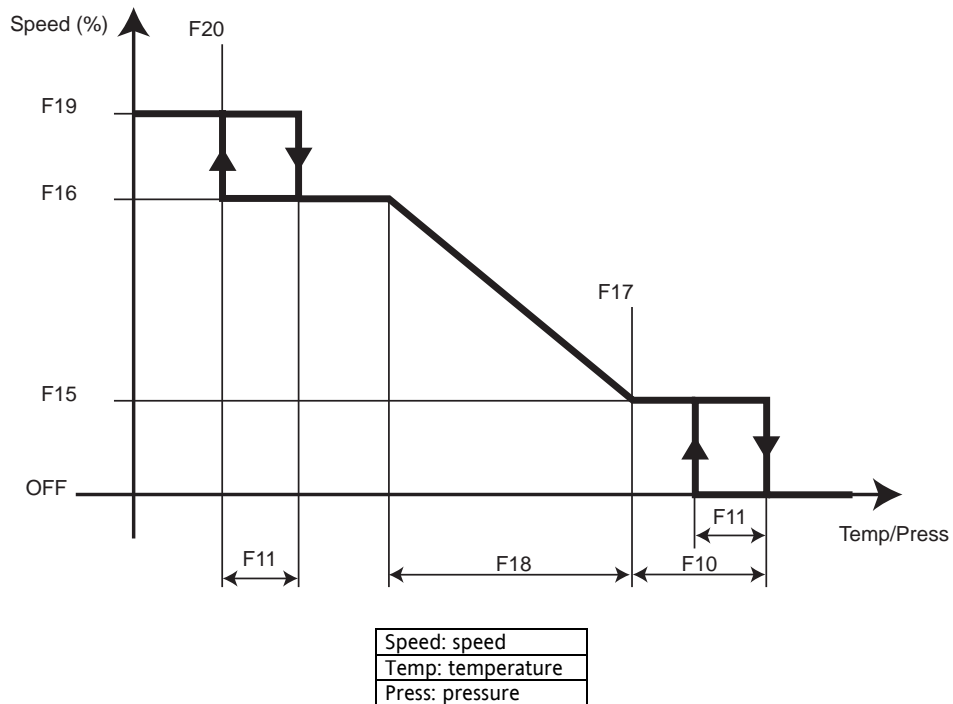 Speed (%)
F20
F19
F16
F17
F15
OFF
F11
Temp/Press
F11
F18
F10
Speed: speed
Temp: temperature
Press: pressure